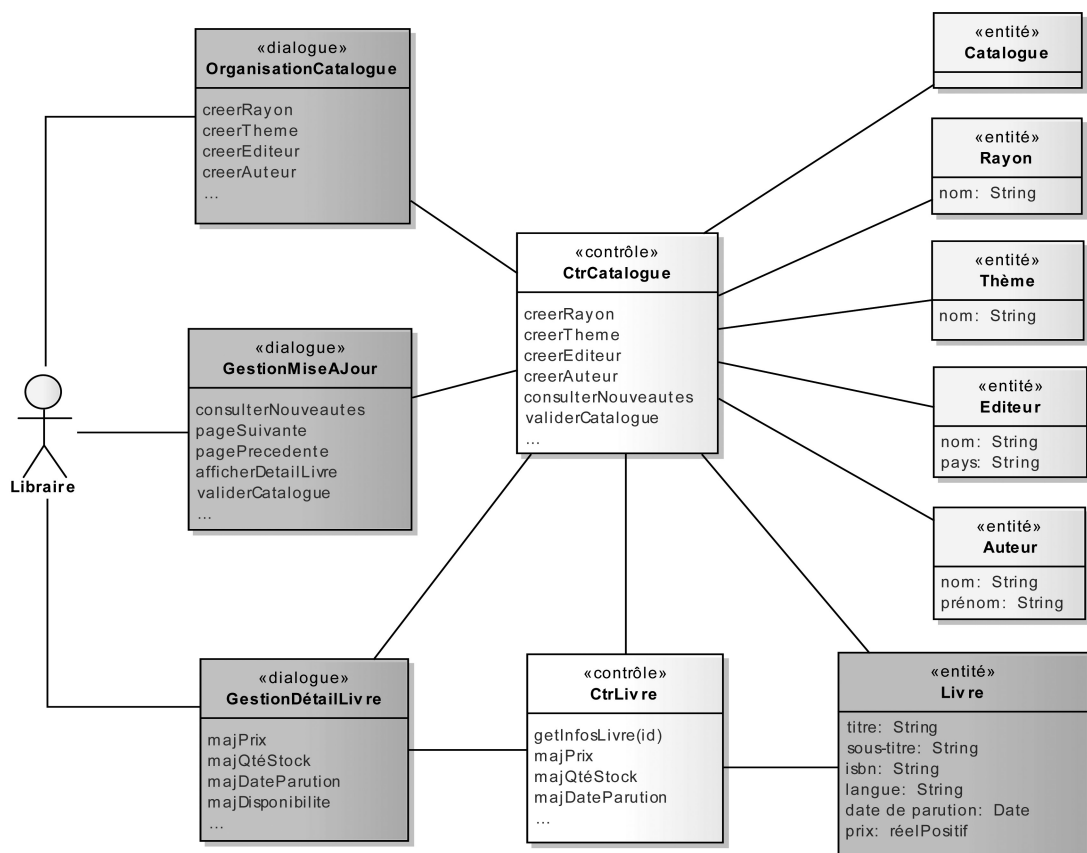 «dialogue»
OrganisationCatalogue
creerRayon
creerTheme
creerEditeur
creerAuteur
...
«entité»
Catalogue
«entité»
Rayon
nom: String
«contrôle»
CtrCatalogue
creerRayon
creerTheme
creerEditeur
creerAuteur
consulterNouveautes
validerCatalogue
...
«entité»
Thème
nom: String
«dialogue»
GestionMiseAJour
consulterNouveautes
pageSuivante
pagePrecedente
afficherDetailLivre
validerCatalogue
...
Libraire
«entité»
Editeur
nom: String
pays: String
«entité»
Auteur
nom: String
prénom: String
«dialogue»
GestionDétailLivre
majPrix
majQtéStock
majDateParution
majDisponibilite
...
«contrôle»
CtrLivre
getInfosLivre(id)
majPrix
majQtéStock
majDateParution
...
«entité»
Livre
titre: String
sous-titre: String
isbn: String
langue: String
date de parution: Date
prix: réelPositif